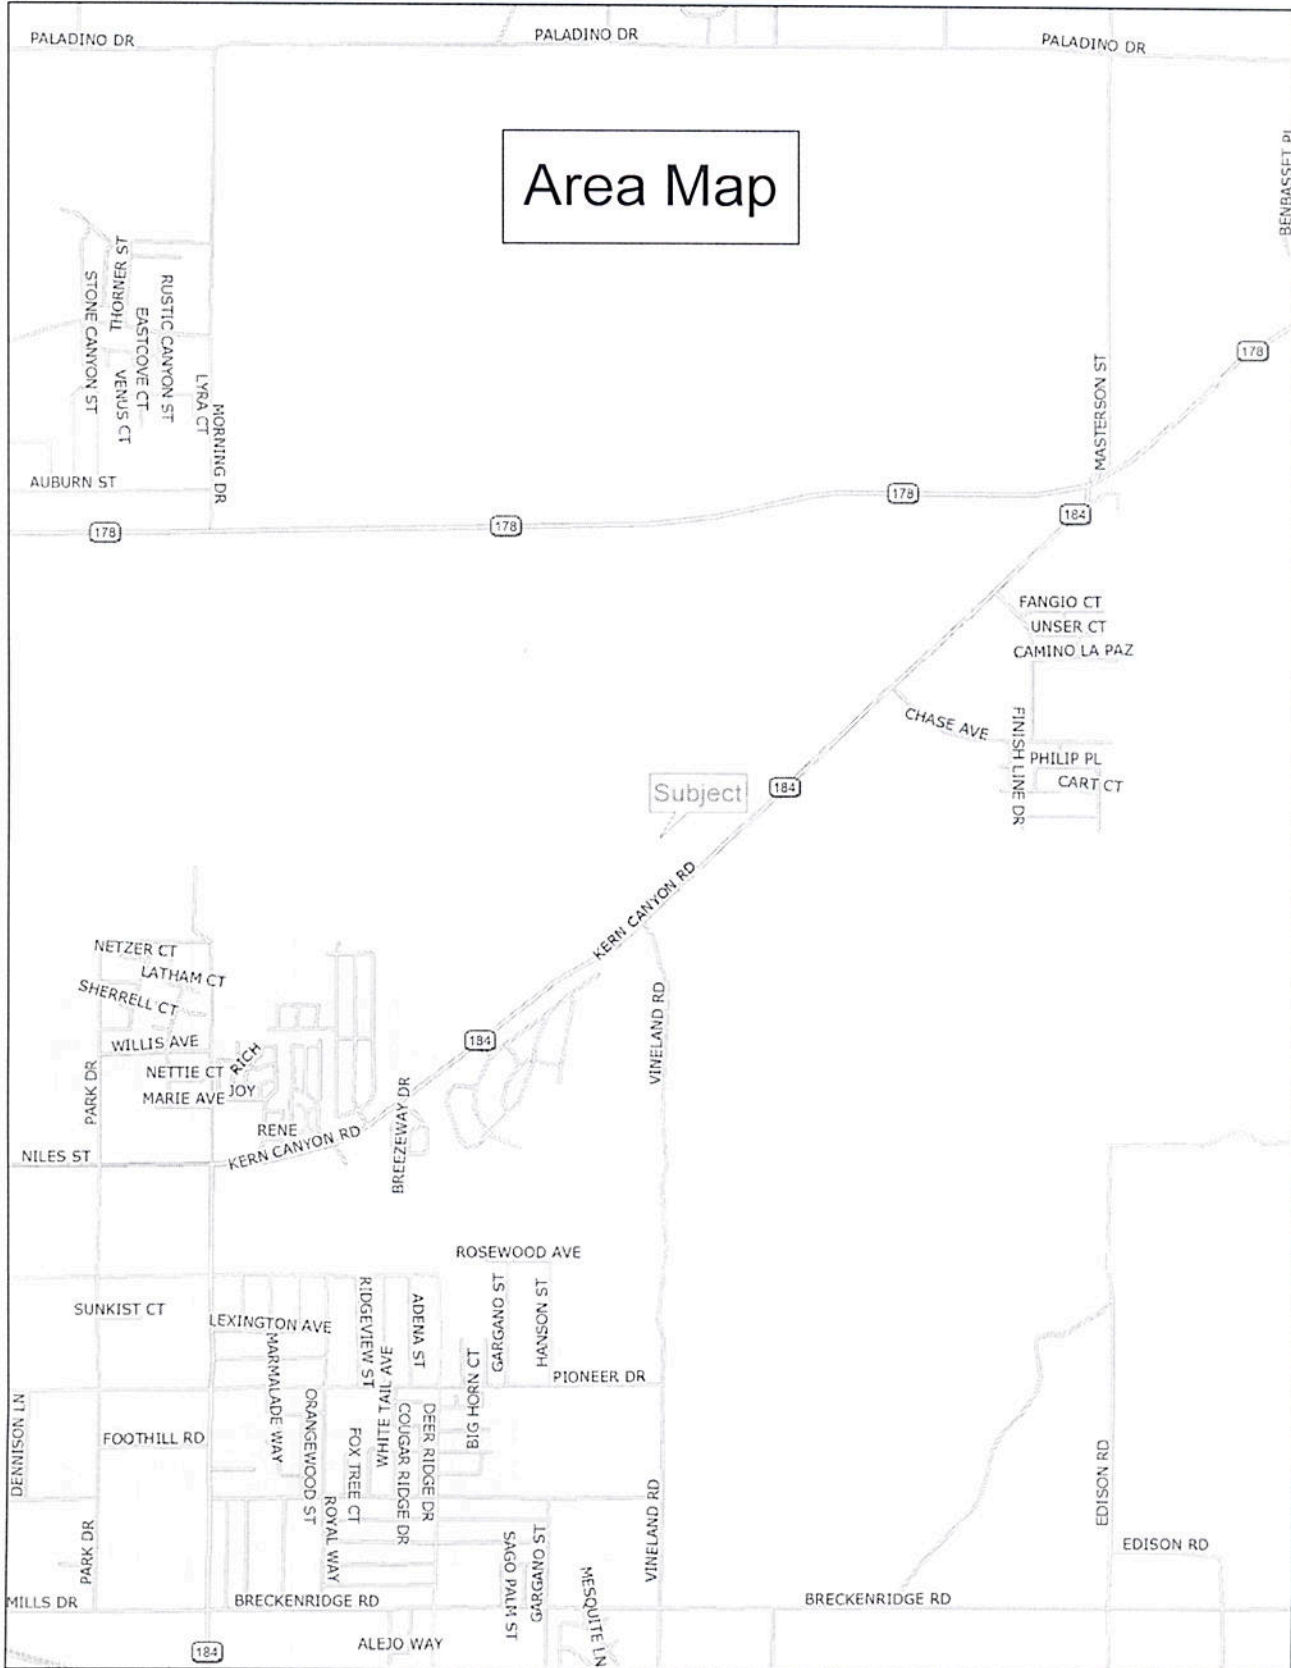 PALADINO DR
PALADINO DR
PALADINO DR
Area Map
BENBASSET PL
THORNER ST
STONE CANYON ST
RUSTIC CANYON ST
EASTCOVE CT
VENUS CT
LYRA CT
MORNING DR
MASTERSON ST
178
AUBURN ST
178
178
178
184
FANGIO CT
UNSER CT
CAMINO LA PAZ
CHASE AVE
FINISH LINE DR
PHILIP PL
CART CT
Subject
184
KERN CANYON RD
NETZER CT
LATHAM CT
SHERRELL CT
VINELAND RD
WILLIS AVE
184
RICH
NETTIE CT
JOY
MARIE AVE
PARK DR
BREEZEWAY DR
RENE
KERN CANYON RD
NILES ST
ROSEWOOD AVE
SUNKIST CT
LEXINGTON AVE
RIDGEVIEW ST
ADENA ST
GARGANO ST
HANSON ST
MARMALADE WAY
WHITE TAIL AVE
BIG HORN CT
PIONEER DR
DENNISON LN
ORANGEWOOD ST
COUGAR RIDGE DR
DEER RIDGE DR
FOOTHILL RD
FOX TREE CT
EDISON RD
ROYAL WAY
VINELAND RD
PARK DR
SAGO PALM ST
GARGANO ST
MESQUITE LN
EDISON RD
MILLS DR
BRECKENRIDGE RD
BRECKENRIDGE RD
ALEJO WAY
184